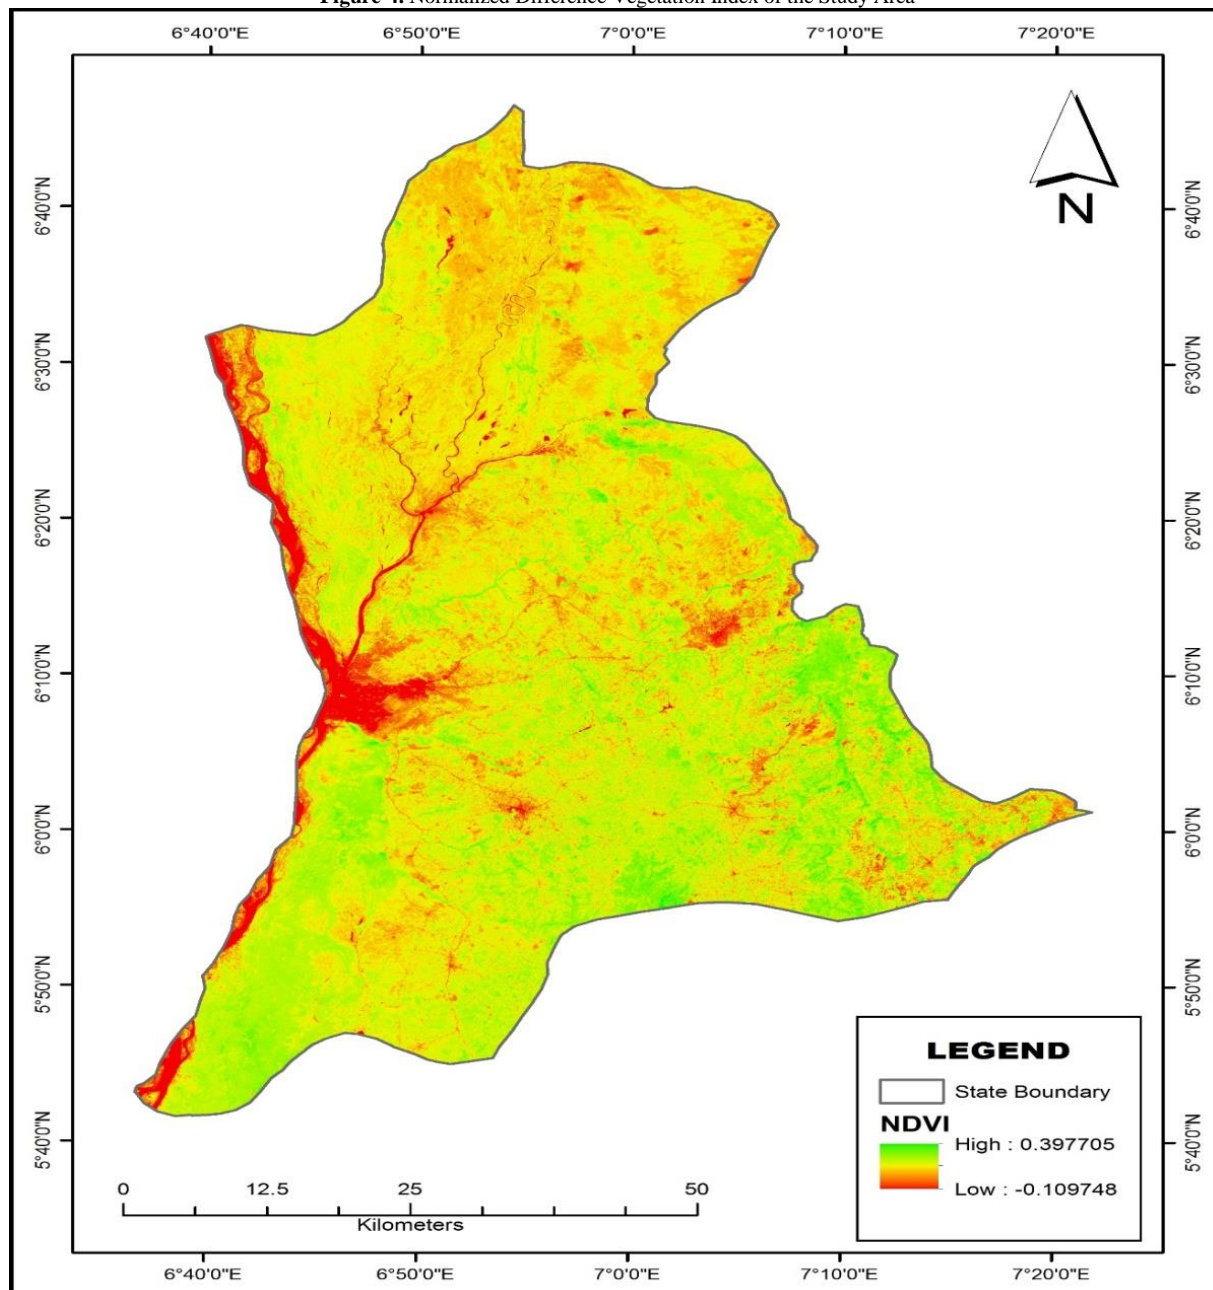 Figure 4. Normalized Difference Vegetation Index of the Study Area
6°40'0"E 6°50'0"E 7°0'0"E 7°10'0"E 7°20'0"E
N
6°40'0"N 6°40'0"N
6°30'0"N 6°30'0"N
6°20'0"N 6°20'0"N
6°10'0"N 6°10'0"N
6°0'0"N 6°0'0"N
5°50'0"N 5°50'0"N
5°40'0"N 5°40'0"N
LEGEND
State Boundary
NDVI
High : 0.397705
Low : -0.109748
0 12.5 25 50
Kilometers
6°40'0"E 6°50'0"E 7°0'0"E 7°10'0"E 7°20'0"E